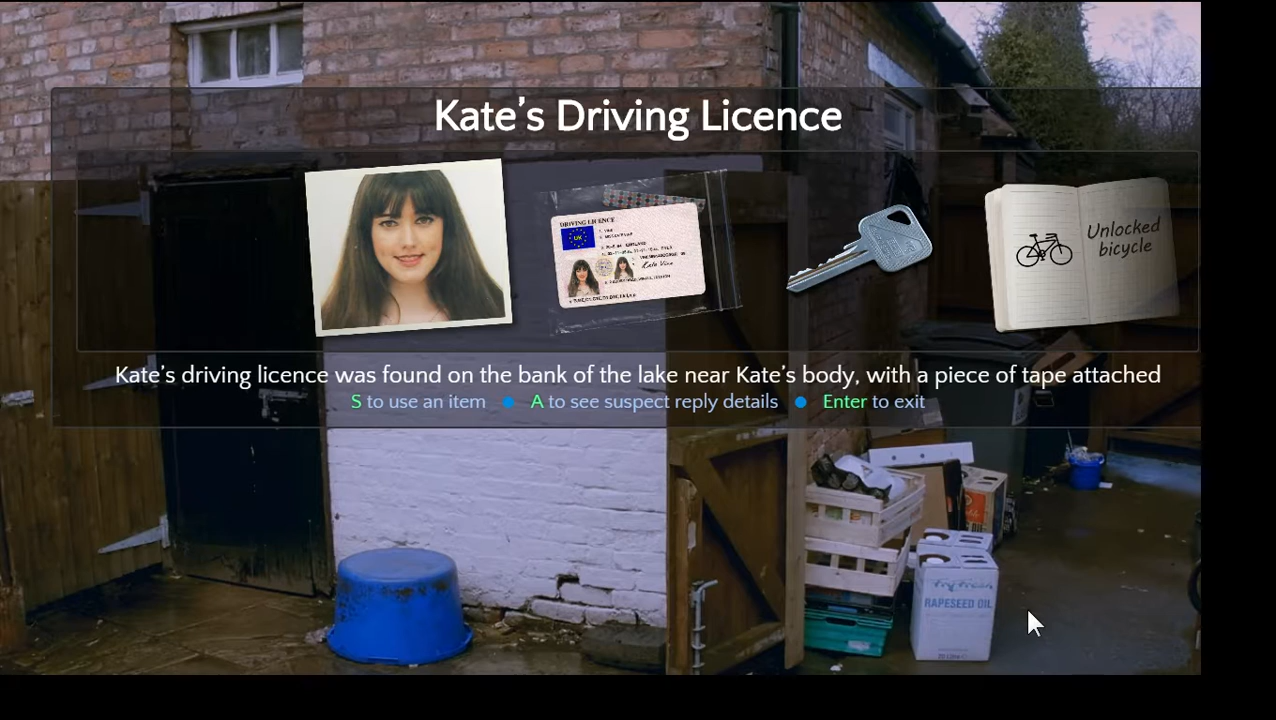 Kate's Driving Licence
DRIVING LICENCE
UK
Kate Vine
Unlocked
bicycle
Kate's driving licence was found on the bank of the lake near Kate's body, with a piece of tape attached
S to use an item • A to see suspect reply details • Enter to exit
RAPESEED OIL